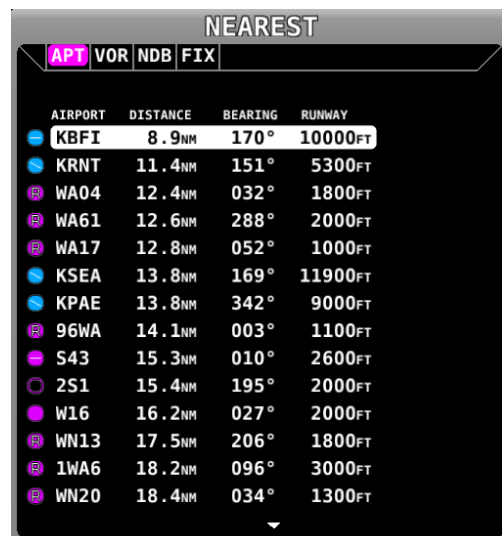 NEAREST
APT VOR NDB FIX
AIRPORT DISTANCE BEARING RUNWAY
KBFI 8.9NM 170° 10000FT
KRNT 11.4NM 151° 5300FT
R WA04 12.4NM 032° 1800FT
R WA61 12.6NM 288° 2000FT
R WA17 12.8NM 052° 1000FT
KSEA 13.8NM 169° 11900FT
KPAE 13.8NM 342° 9000FT
R 96WA 14.1NM 003° 1100FT
S43 15.3NM 010° 2600FT
2S1 15.4NM 195° 2000FT
W16 16.2NM 027° 2000FT
R WN13 17.5NM 206° 1800FT
R 1WA6 18.2NM 096° 3000FT
R WN20 18.4NM 034° 1300FT